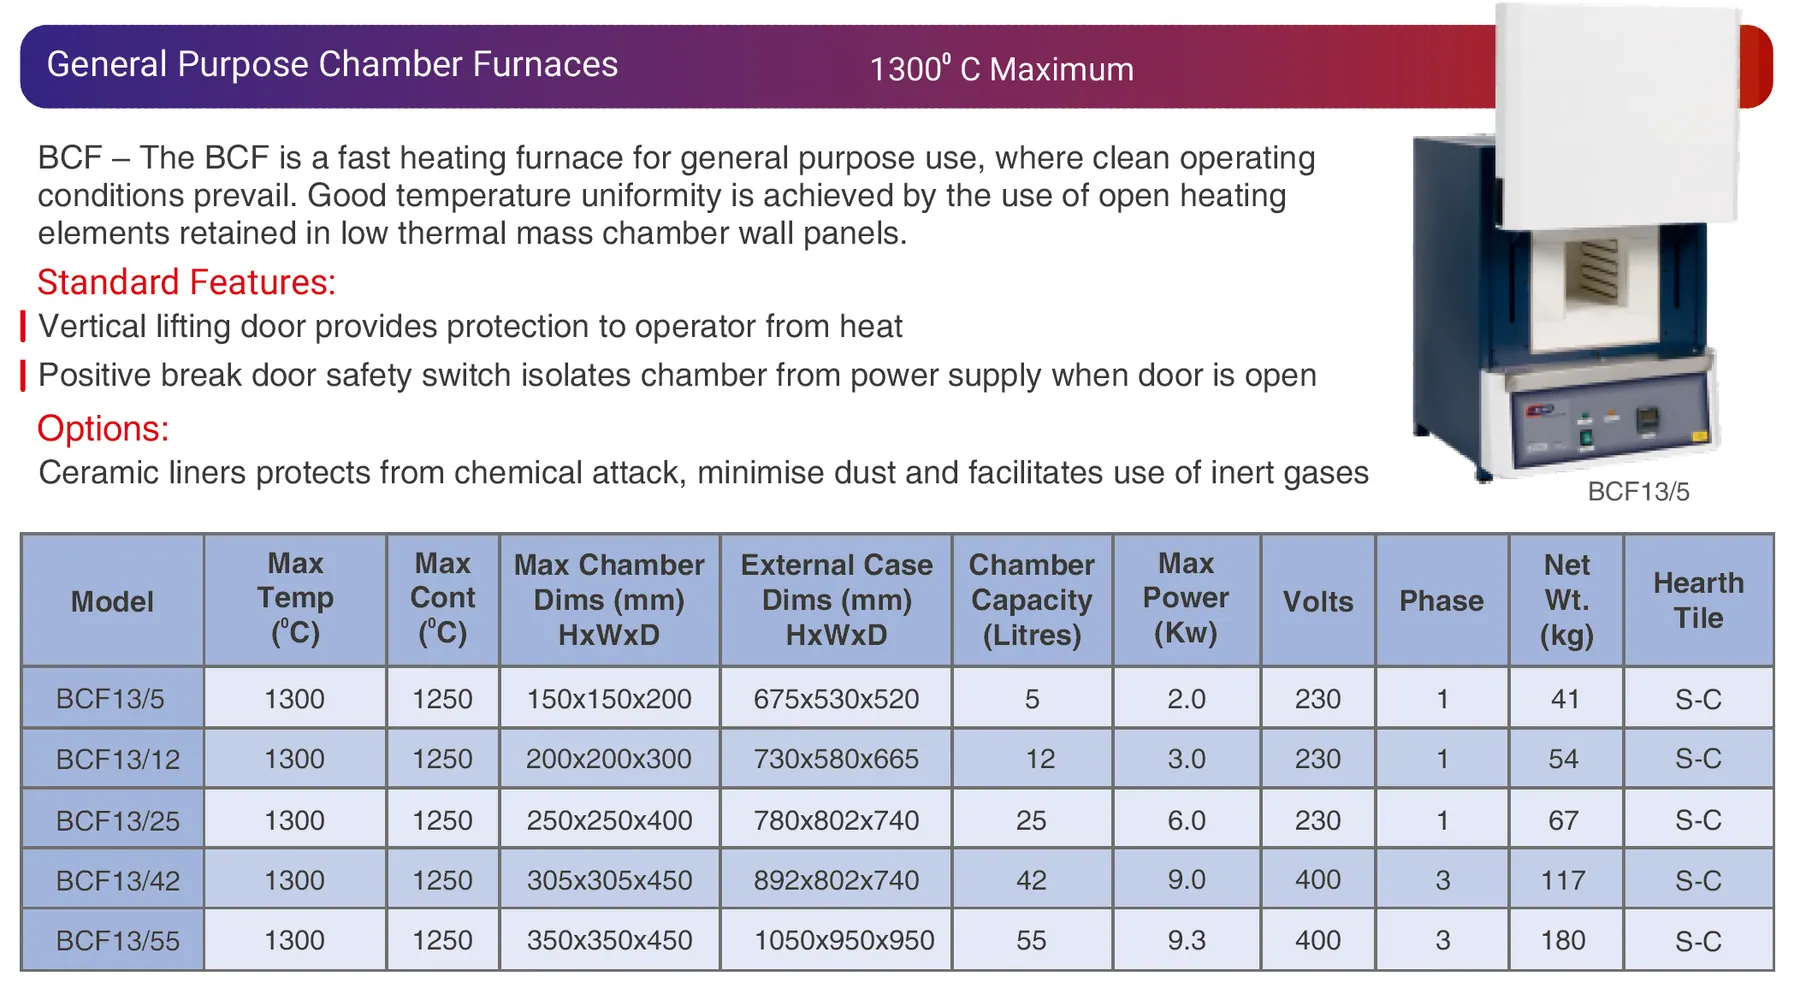 General Purpose Chamber Furnaces 1300⁰ C Maximum
BCF – The BCF is a fast heating furnace for general purpose use, where clean operating
conditions prevail. Good temperature uniformity is achieved by the use of open heating
elements retained in low thermal mass chamber wall panels.
Standard Features:
Vertical lifting door provides protection to operator from heat
Positive break door safety switch isolates chamber from power supply when door is open
Options:
Ceramic liners protects from chemical attack, minimise dust and facilitates use of inert gases
BCF13/5
Model Max Temp (⁰C) Max Cont (⁰C) Max Chamber Dims (mm) HxWxD External Case Dims (mm) HxWxD Chamber Capacity (Litres) Max Power (Kw) Volts Phase Net Wt. (kg) Hearth Tile
BCF13/5 1300 1250 150x150x200 675x530x520 5 2.0 230 1 41 S-C
BCF13/12 1300 1250 200x200x300 730x580x665 12 3.0 230 1 54 S-C
BCF13/25 1300 1250 250x250x400 780x802x740 25 6.0 230 1 67 S-C
BCF13/42 1300 1250 305x305x450 892x802x740 42 9.0 400 3 117 S-C
BCF13/55 1300 1250 350x350x450 1050x950x950 55 9.3 400 3 180 S-C